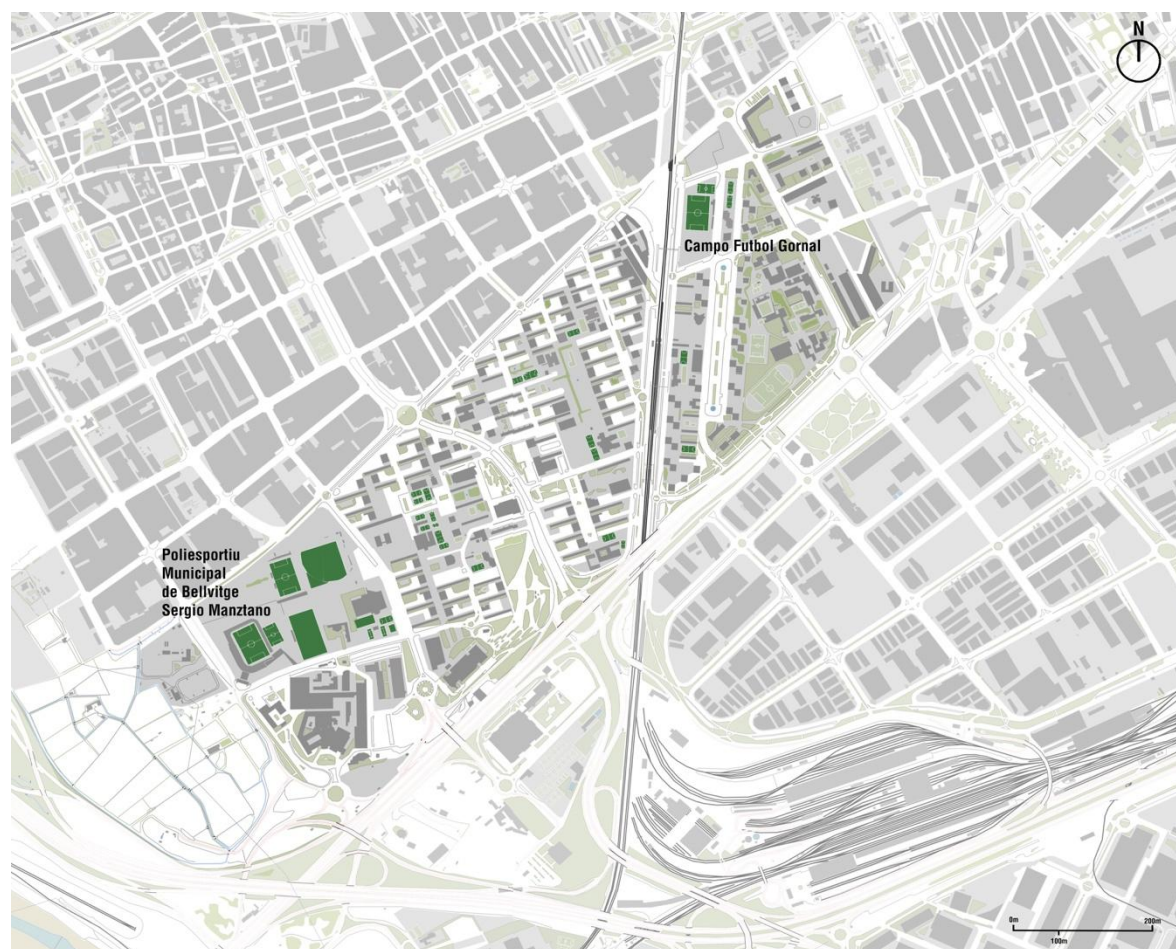 N
Campo Futbol Gornal
Poliesportiu
Municipal
de Bellvitge
Sergio Manztano
0m
200m
100m